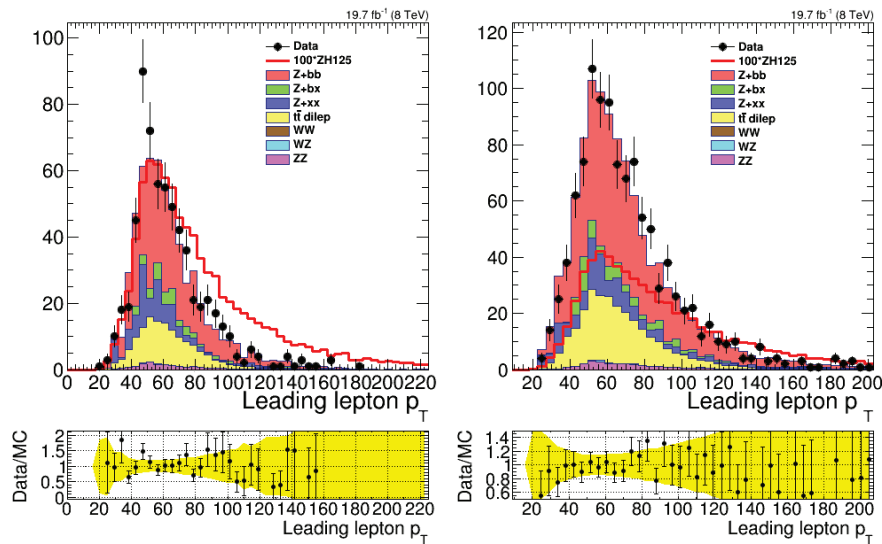 19.7 fb⁻¹ (8 TeV)
100
80
60
40
20
0
Data
100*ZH125
Z+bb
Z+bx
Z+xx
tt̄ dilep
WW
WZ
ZZ
0 20 40 60 80 100 120 140 160 180 200 220
Leading lepton p_T
Data/MC
2
1.5
1
0.5
0
0 20 40 60 80 100 120 140 160 180 200 220
Leading lepton p_T
19.7 fb⁻¹ (8 TeV)
120
100
80
60
40
20
0
Data
100*ZH125
Z+bb
Z+bx
Z+xx
tt̄ dilep
WW
WZ
ZZ
20 40 60 80 100 120 140 160 180 200
Leading lepton p_T
Data/MC
1.4
1.2
1
0.8
0.6
20 40 60 80 100 120 140 160 180 200
Leading lepton p_T